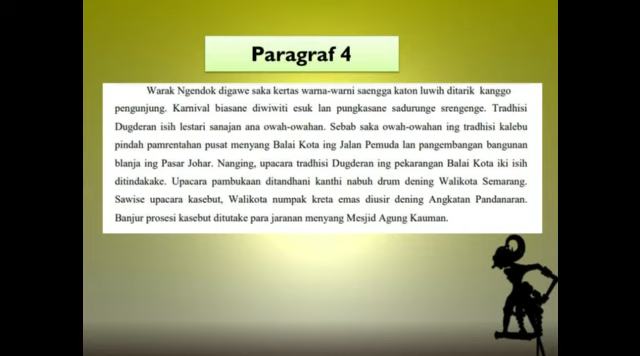 Paragraf 4
Warak Ngendok digawe saka kertas warna-warni saengga katon luwih ditarik kanggo
pengunjung. Karnival biasane diwiwiti esuk lan pungkasane sadurunge srengenge. Tradhisi
Dugderan isih lestari sanajan ana owah-owahan. Sebab saka owah-owahan ing tradhisi kalebu
pindah pamrentahan pusat menyang Balai Kota ing Jalan Pemuda lan pangembangan bangunan
blanja ing Pasar Johar. Nanging, upacara tradhisi Dugderan ing pekarangan Balai Kota iki isih
ditindakake. Upacara pambukaan ditandhani kanthi nabuh drum dening Walikota Semarang.
Sawise upacara kasebut, Walikota numpak kreta emas diusir dening Angkatan Pandanaran.
Banjur prosesi kasebut ditutake para jaranan menyang Mesjid Agung Kauman.